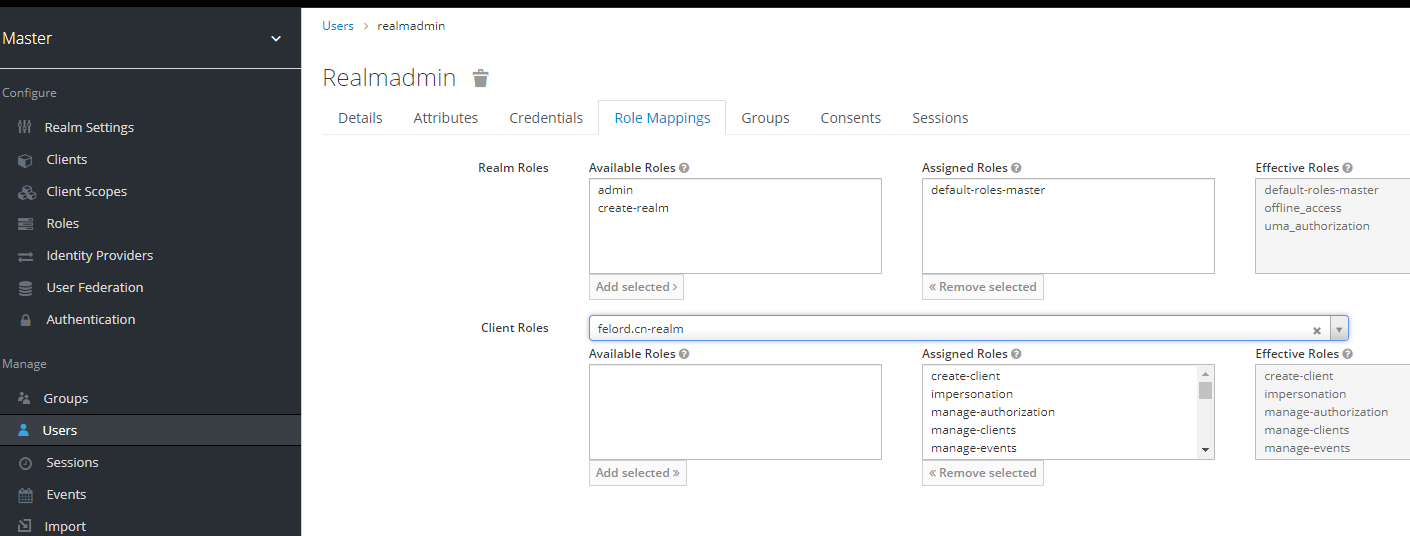 Master
Configure
Realm Settings
Clients
Client Scopes
Roles
Identity Providers
User Federation
Authentication
Manage
Groups
Users
Sessions
Events
Import
Users > realmadmin
Realmadmin
Details Attributes Credentials Role Mappings Groups Consents Sessions
Realm Roles Available Roles Assigned Roles Effective Roles
admin default-roles-master default-roles-master
create-realm offline_access
uma_authorization
Add selected > « Remove selected
Client Roles felord.cn-realm
Available Roles Assigned Roles Effective Roles
create-client create-client
impersonation impersonation
manage-authorization manage-authorization
manage-clients manage-clients
manage-events manage-events
Add selected » « Remove selected